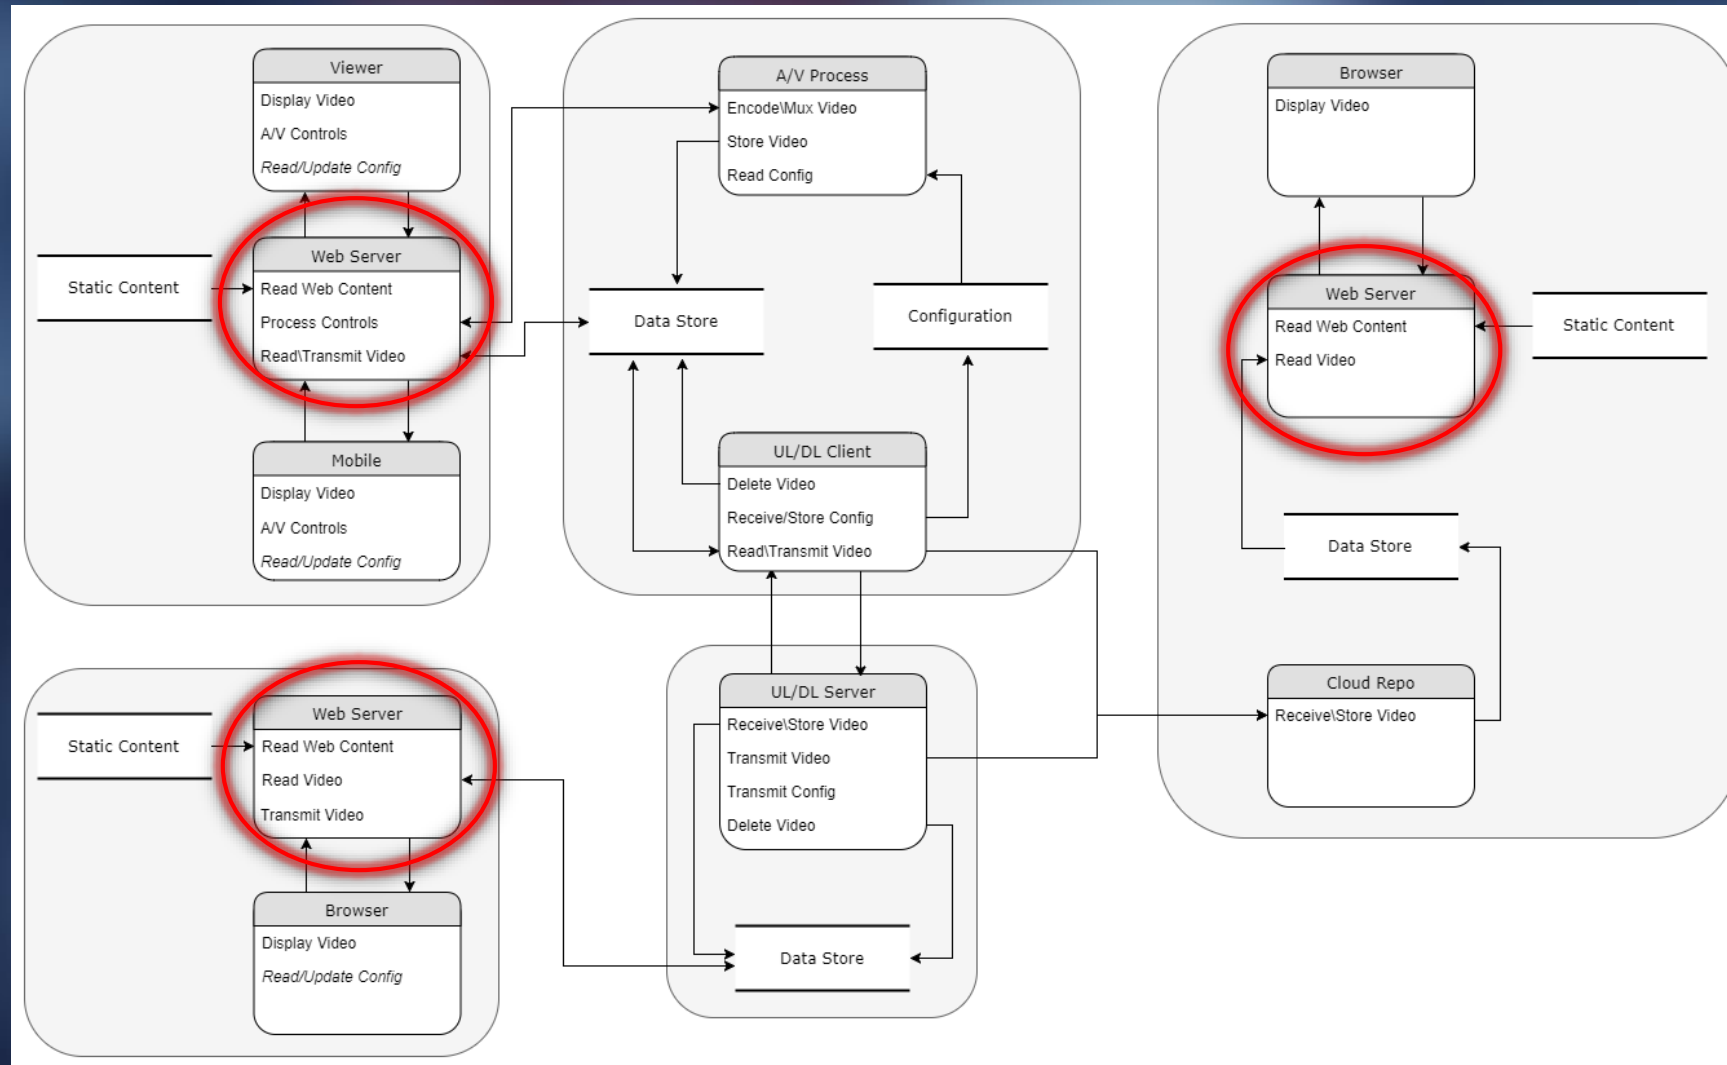 Viewer
Display Video
A/V Controls
Read/Update Config
Static Content
Web Server
Read Web Content
Process Controls
Read\Transmit Video
Mobile
Display Video
A/V Controls
Read/Update Config
A/V Process
Encode\Mux Video
Store Video
Read Config
Data Store
Configuration
UL/DL Client
Delete Video
Receive/Store Config
Read\Transmit Video
Browser
Display Video
Web Server
Read Web Content
Read Video
Static Content
Data Store
Cloud Repo
Receive\Store Video
Static Content
Web Server
Read Web Content
Read Video
Transmit Video
Browser
Display Video
Read/Update Config
UL/DL Server
Receive\Store Video
Transmit Video
Transmit Config
Delete Video
Data Store